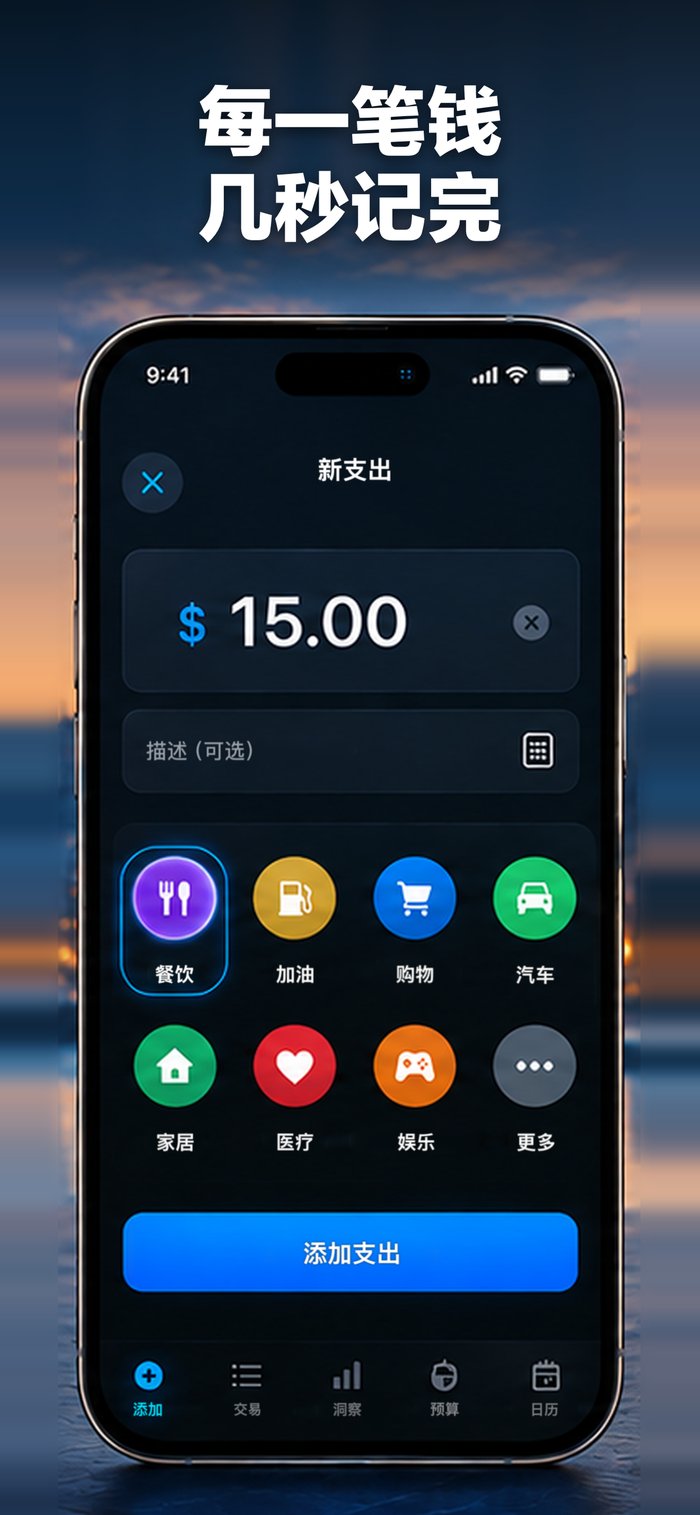 每一笔钱
几秒记完
9:41
新支出
$ 15.00
描述 (可选)
餐饮 加油 购物 汽车
家居 医疗 娱乐 更多
添加支出
添加 交易 洞察 预算 日历